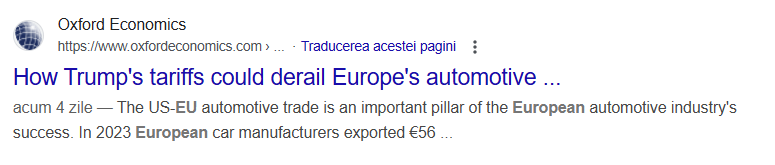 Oxford Economics
https://www.oxfordeconomics.com › ... · Traducerea acestei pagini
How Trump's tariffs could derail Europe's automotive ...
acum 4 zile — The US-EU automotive trade is an important pillar of the European automotive industry's
success. In 2023 European car manufacturers exported €56 ...